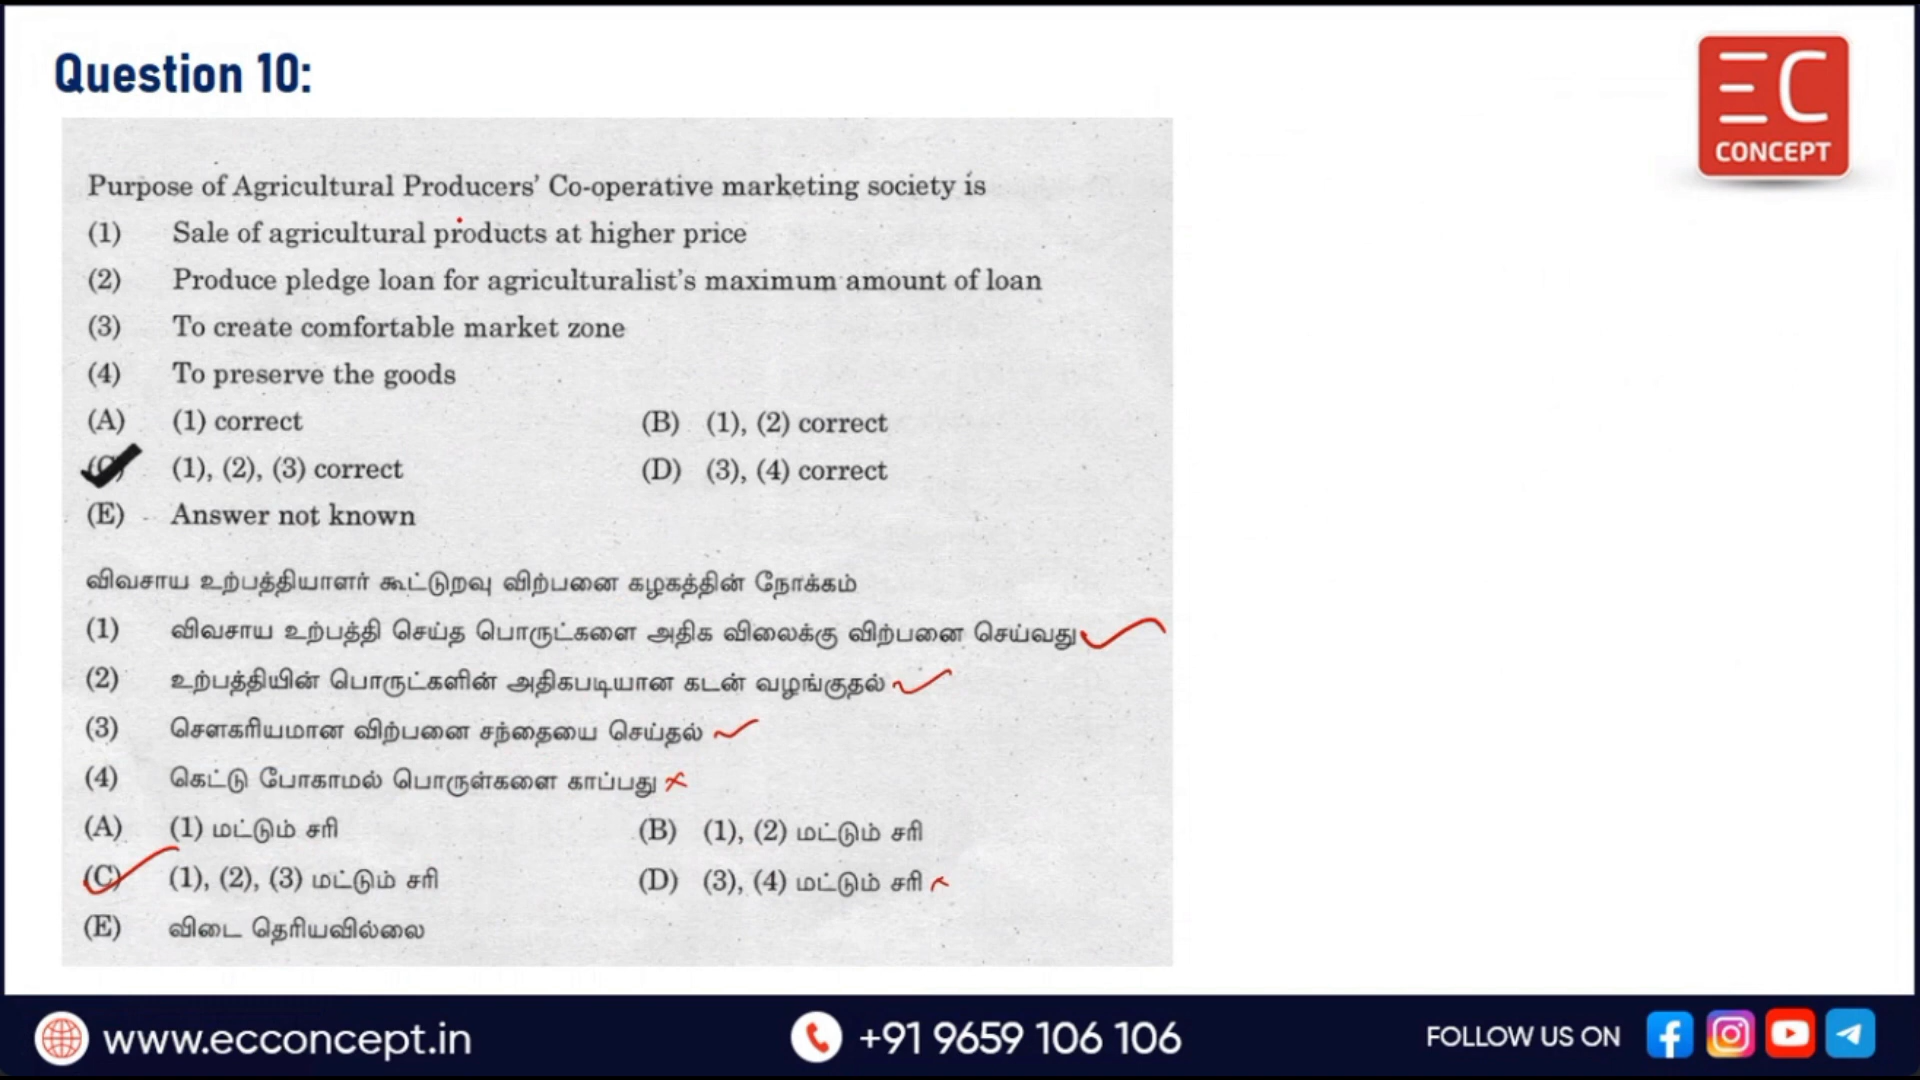 Question 10:
EC
CONCEPT
Purpose of Agricultural Producers' Co-operative marketing society is
(1) Sale of agricultural products at higher price
(2) Produce pledge loan for agriculturalist's maximum amount of loan
(3) To create comfortable market zone
(4) To preserve the goods
(A) (1) correct (B) (1), (2) correct
(C) (1), (2), (3) correct (D) (3), (4) correct
(E) Answer not known
விவசாய உற்பத்தியாளர் கூட்டுறவு விற்பனை கழகத்தின் நோக்கம்
(1) விவசாய உற்பத்தி செய்த பொருட்களை அதிக விலைக்கு விற்பனை செய்வது
(2) உற்பத்தியின் பொருட்களின் அதிகபடியான கடன் வழங்குதல்
(3) சௌகரியமான விற்பனை சந்தையை செய்தல்
(4) கெட்டு போகாமல் பொருள்களை காப்பது
(A) (1) மட்டும் சரி (B) (1), (2) மட்டும் சரி
(C) (1), (2), (3) மட்டும் சரி (D) (3), (4) மட்டும் சரி
(E) விடை தெரியவில்லை
www.ecconcept.in +91 9659 106 106 FOLLOW US ON